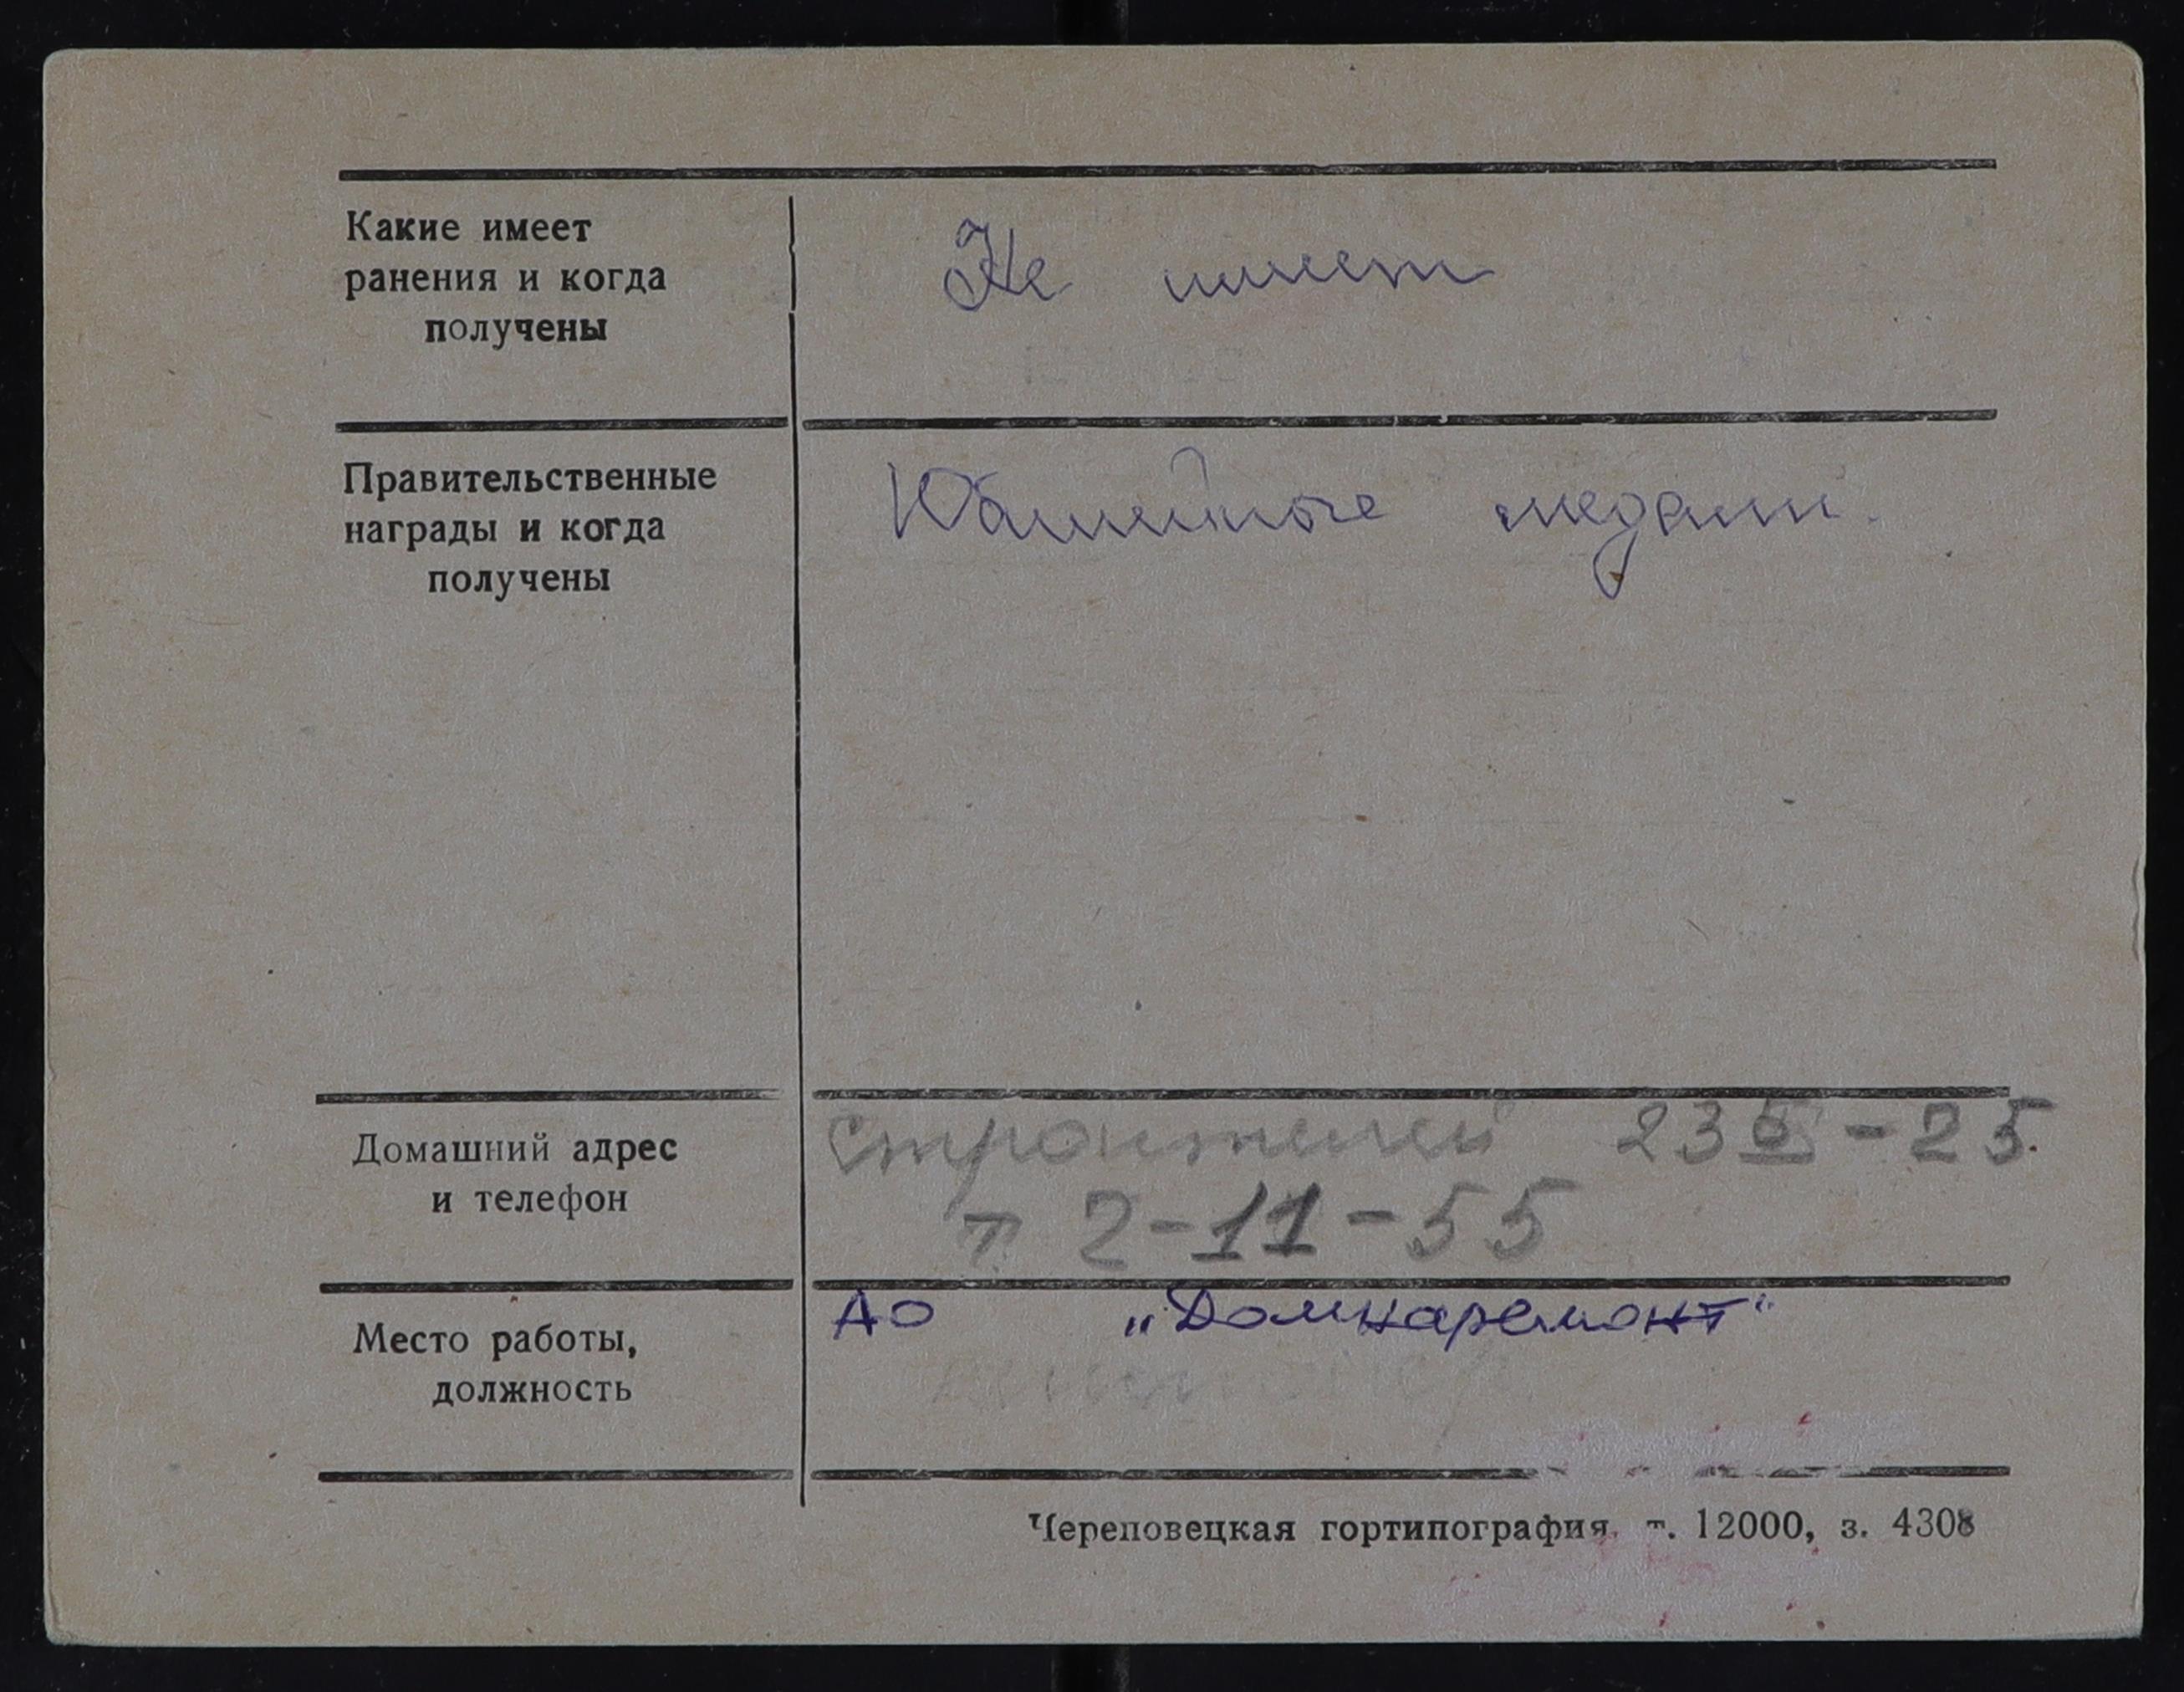 Какие имеет
ранения и когда
получены
Не имеет
Правительственные
награды и когда
получены
Юбилейные медали.
Домашний адрес
и телефон
Строителей 23Б - 25.
т 2-11-55
Место работы,
должность
АО „Домнаремонт"
Череповецкая гортипография, т. 12000, з. 4308